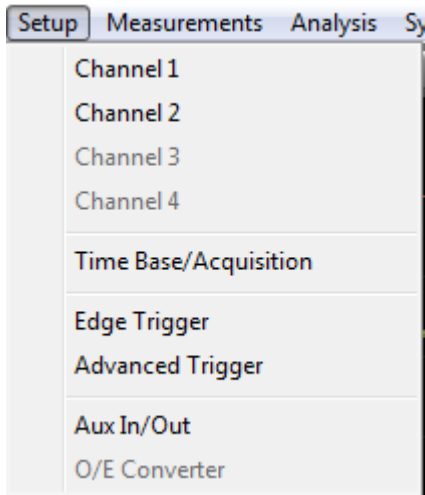 Setup Measurements Analysis Sy
Channel 1
Channel 2
Channel 3
Channel 4
Time Base/Acquisition
Edge Trigger
Advanced Trigger
Aux In/Out
O/E Converter